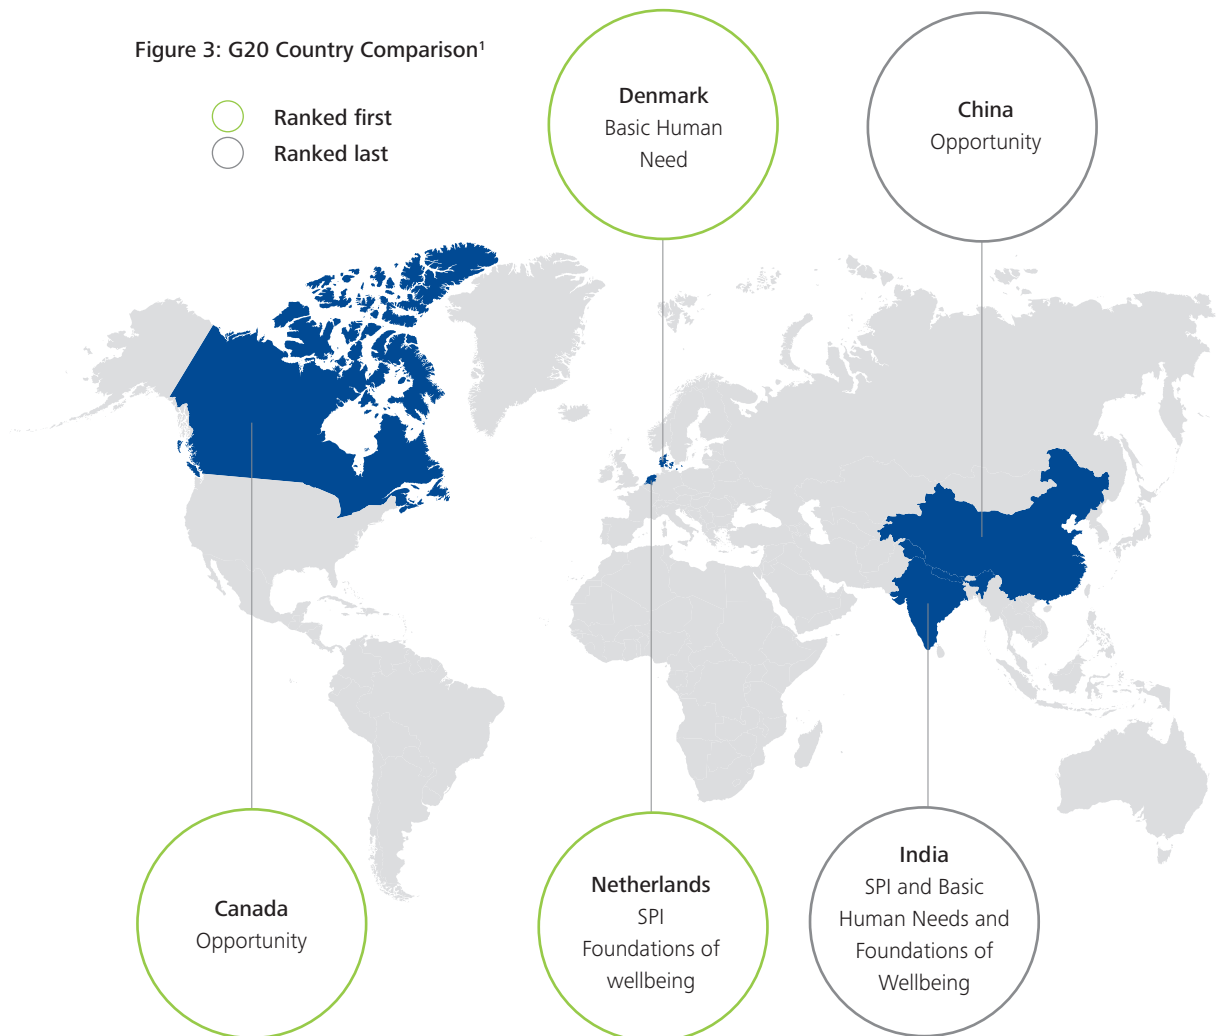 Figure 3: G20 Country Comparison¹
Ranked first
Ranked last
Denmark
Basic Human
Need
China
Opportunity
Canada
Opportunity
Netherlands
SPI
Foundations of
wellbeing
India
SPI and Basic
Human Needs and
Foundations of
Wellbeing